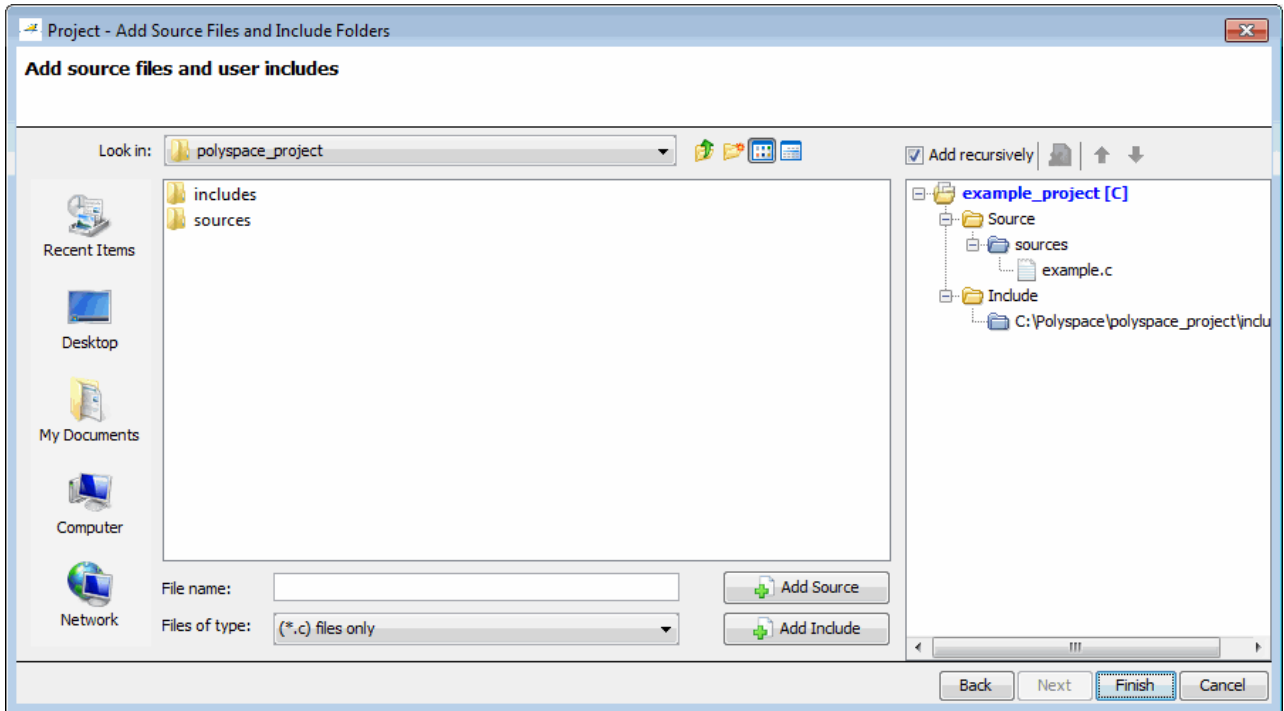 Project - Add Source Files and Include Folders
Add source files and user includes
Look in:
polyspace_project
Add recursively
includes
sources
Recent Items
Desktop
My Documents
Computer
Network
example_project [C]
Source
sources
example.c
Include
C:\Polyspace\polyspace_project\inclu
File name:
Add Source
Files of type:
(*.c) files only
Add Include
Back
Next
Finish
Cancel